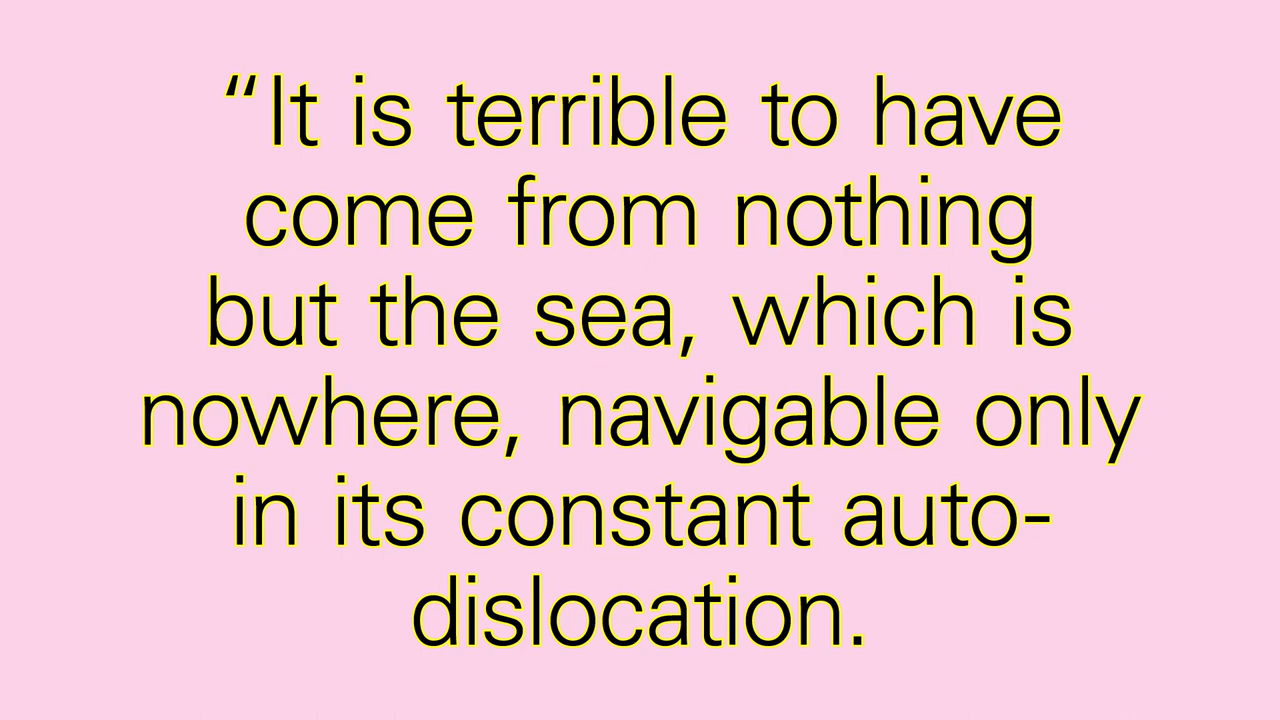 “It is terrible to have
come from nothing
but the sea, which is
nowhere, navigable only
in its constant auto-
dislocation.